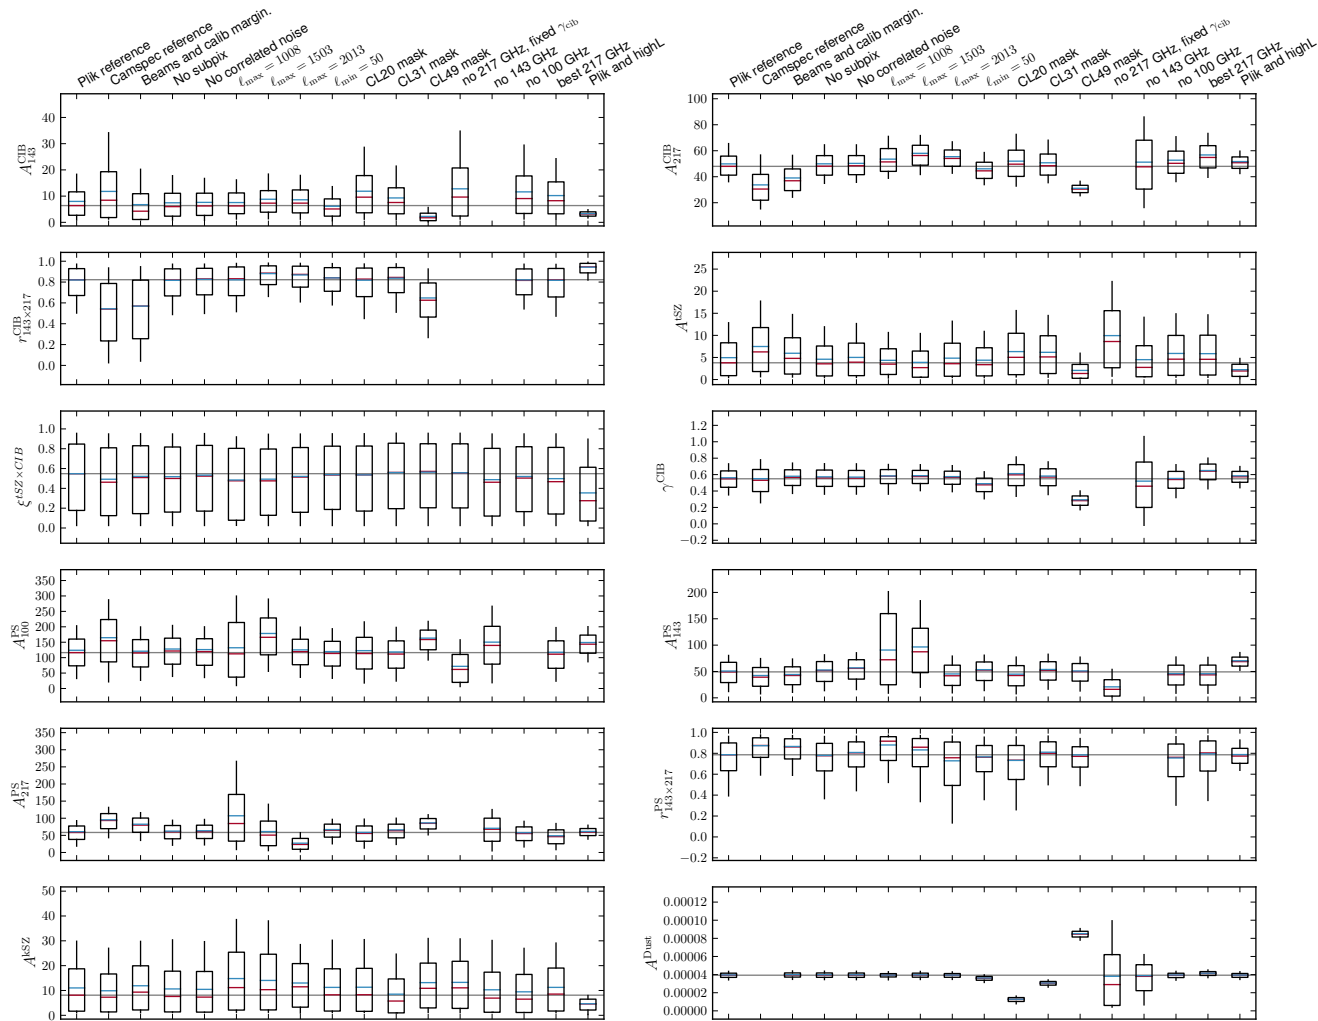 Plik reference
Camspec reference
Beams and calib margin.
No subpix
No correlated noise
ℓmax = 1008
ℓmax = 1503
ℓmax = 2013
ℓmin = 50
CL20 mask
CL31 mask
CL49 mask
no 217 GHz, fixed γcib
no 143 GHz
no 100 GHz
best 217 GHz
Plik and highL
Plik reference
Camspec reference
Beams and calib margin.
No subpix
No correlated noise
ℓmax = 1008
ℓmax = 1503
ℓmax = 2013
ℓmin = 50
CL20 mask
CL31 mask
CL49 mask
no 217 GHz, fixed γcib
no 143 GHz
no 100 GHz
best 217 GHz
Plik and highL
A^CIB_143
40
30
20
10
0
A^CIB_217
100
80
60
40
20
r^CIB_143×217
1.0
0.8
0.6
0.4
0.2
0.0
A^tSZ
25
20
15
10
5
0
ξ^tSZ×CIB
1.0
0.8
0.6
0.4
0.2
0.0
γ^CIB
1.2
1.0
0.8
0.6
0.4
0.2
0.0
−0.2
A^PS_100
350
300
250
200
150
100
50
0
A^PS_143
200
150
100
50
0
A^PS_217
350
300
250
200
150
100
50
0
r^PS_143×217
1.0
0.8
0.6
0.4
0.2
0.0
−0.2
A^kSZ
50
40
30
20
10
0
A^Dust
0.00012
0.00010
0.00008
0.00006
0.00004
0.00002
0.00000